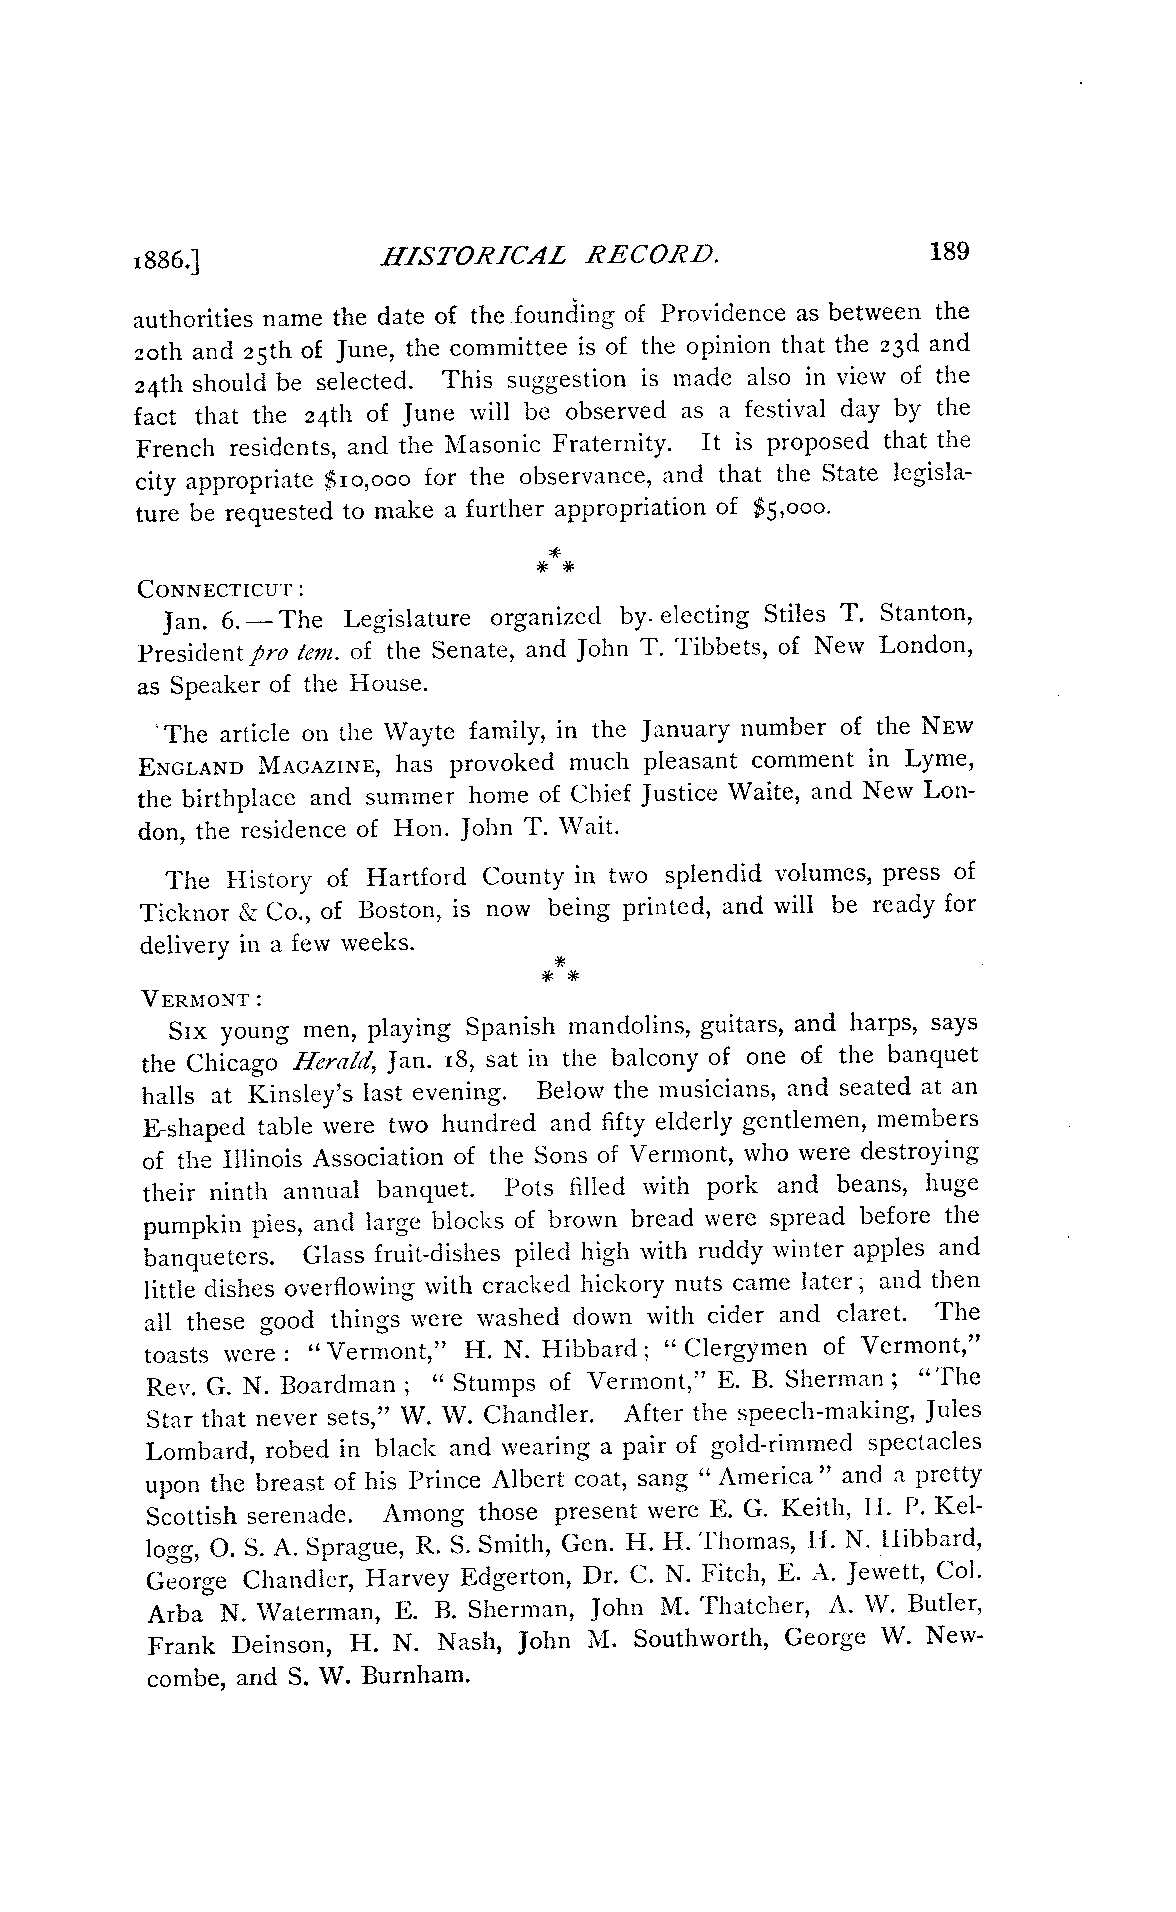 1886.] HISTORICAL RECORD. 189
authorities name the date of the founding of Providence as between the
20th and 25th of June, the committee is of the opinion that the 23d and
24th should be selected. This suggestion is made also in view of the
fact that the 24th of June will be observed as a festival day by the
French residents, and the Masonic Fraternity. It is proposed that the
city appropriate $10,000 for the observance, and that the State legisla-
ture be requested to make a further appropriation of $5,000.
* * *
CONNECTICUT:
Jan. 6.—The Legislature organized by electing Stiles T. Stanton,
President pro tem. of the Senate, and John T. Tibbets, of New London,
as Speaker of the House.
The article on the Wayte family, in the January number of the NEW
ENGLAND MAGAZINE, has provoked much pleasant comment in Lyme,
the birthplace and summer home of Chief Justice Waite, and New Lon-
don, the residence of Hon. John T. Wait.
The History of Hartford County in two splendid volumes, press of
Ticknor & Co., of Boston, is now being printed, and will be ready for
delivery in a few weeks.
* * *
VERMONT:
SIX young men, playing Spanish mandolins, guitars, and harps, says
the Chicago Herald, Jan. 18, sat in the balcony of one of the banquet
halls at Kinsley's last evening. Below the musicians, and seated at an
E-shaped table were two hundred and fifty elderly gentlemen, members
of the Illinois Association of the Sons of Vermont, who were destroying
their ninth annual banquet. Pots filled with pork and beans, huge
pumpkin pies, and large blocks of brown bread were spread before the
banqueters. Glass fruit-dishes piled high with ruddy winter apples and
little dishes overflowing with cracked hickory nuts came later; and then
all these good things were washed down with cider and claret. The
toasts were: "Vermont," H. N. Hibbard; "Clergymen of Vermont,"
Rev. G. N. Boardman; "Stumps of Vermont," E. B. Sherman; "The
Star that never sets," W. W. Chandler. After the speech-making, Jules
Lombard, robed in black and wearing a pair of gold-rimmed spectacles
upon the breast of his Prince Albert coat, sang "America" and a pretty
Scottish serenade. Among those present were E. G. Keith, H. P. Kel-
logg, O. S. A. Sprague, R. S. Smith, Gen. H. H. Thomas, H. N. Hibbard,
George Chandler, Harvey Edgerton, Dr. C. N. Fitch, E. A. Jewett, Col.
Arba N. Waterman, E. B. Sherman, John M. Thatcher, A. W. Butler,
Frank Deinson, H. N. Nash, John M. Southworth, George W. New-
combe, and S. W. Burnham.